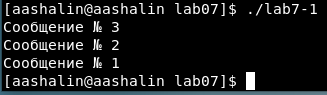 [aashalin@aashalin lab07]$ ./lab7-1
Сообщение № 3
Сообщение № 2
Сообщение № 1
[aashalin@aashalin lab07]$